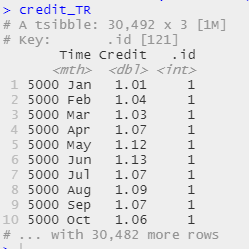 > credit_TR
# A tsibble: 30,492 x 3 [1M]
# Key: .id [121]
Time Credit .id
<mth> <dbl> <int>
1 5000 Jan 1.01 1
2 5000 Feb 1.04 1
3 5000 Mar 1.03 1
4 5000 Apr 1.07 1
5 5000 May 1.12 1
6 5000 Jun 1.13 1
7 5000 Jul 1.07 1
8 5000 Aug 1.09 1
9 5000 Sep 1.07 1
10 5000 Oct 1.06 1
# ... with 30,482 more rows
>